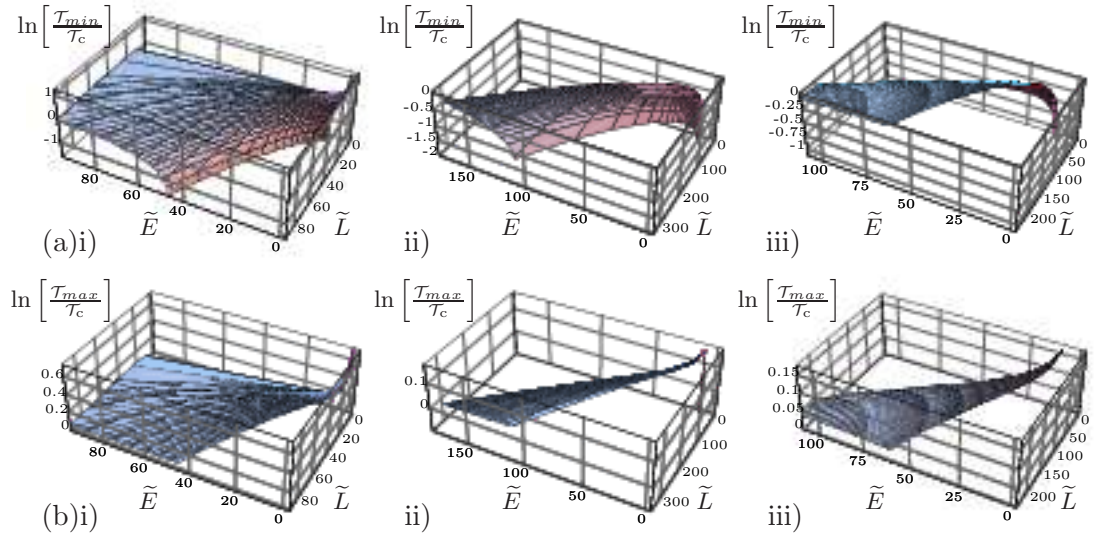 ln[𝒯min/𝒯c] ln[𝒯min/𝒯c] ln[𝒯min/𝒯c]
1 0 -1
80 60 40 20 0
0 20 40 60 80
Ẽ L̃
(a)i)
0 -0.5 -1 -1.5 -2
150 100 50 0
0 100 200 300
Ẽ L̃
ii)
0 -0.25 -0.5 -0.75 -1
100 75 50 25 0
0 50 100 150 200
Ẽ L̃
iii)
ln[𝒯max/𝒯c] ln[𝒯max/𝒯c] ln[𝒯max/𝒯c]
0.6 0.4 0.2 0
80 60 40 20 0
0 20 40 60 80
Ẽ L̃
(b)i)
0.1 0
150 100 50 0
0 100 200 300
Ẽ L̃
ii)
0.15 0.1 0.05 0
100 75 50 25 0
0 50 100 150 200
Ẽ L̃
iii)